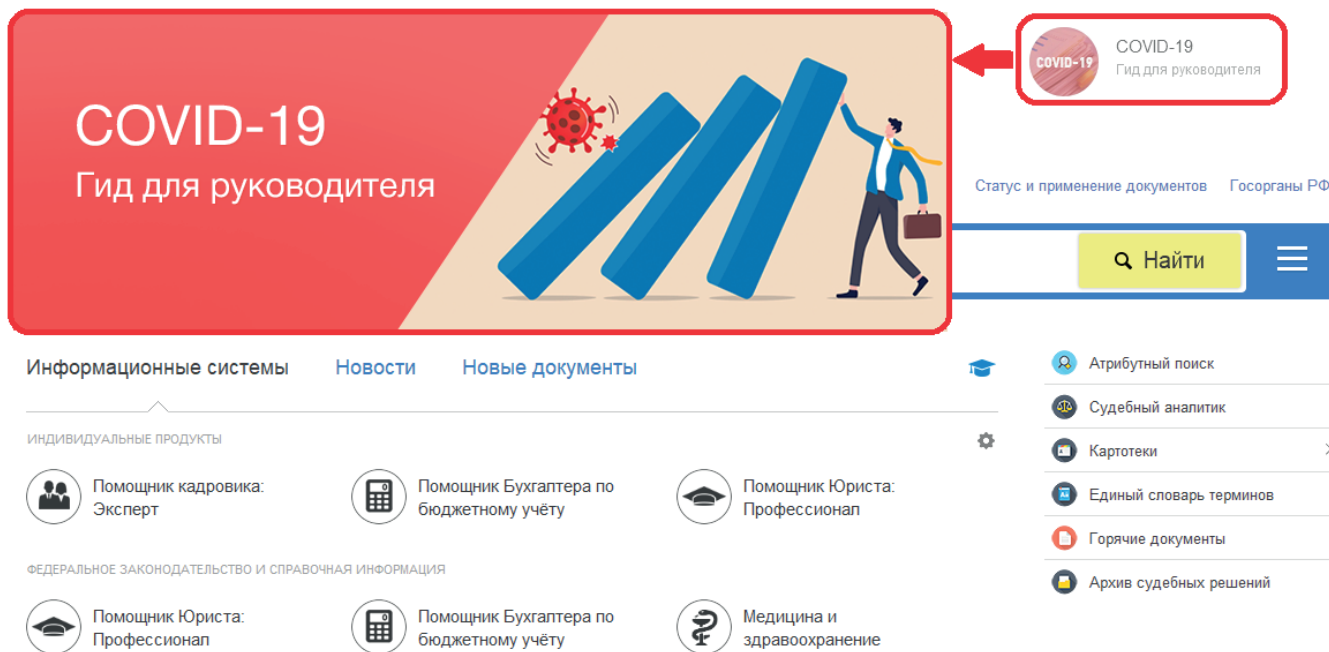 COVID-19
Гид для руководителя
COVID-19
COVID-19
Гид для руководителя
Статус и применение документов Госорганы РФ
Найти
Информационные системы Новости Новые документы
ИНДИВИДУАЛЬНЫЕ ПРОДУКТЫ
Помощник кадровика:
Эксперт
Помощник Бухгалтера по
бюджетному учёту
Помощник Юриста:
Профессионал
ФЕДЕРАЛЬНОЕ ЗАКОНОДАТЕЛЬСТВО И СПРАВОЧНАЯ ИНФОРМАЦИЯ
Помощник Юриста:
Профессионал
Помощник Бухгалтера по
бюджетному учёту
Медицина и
здравоохранение
Атрибутный поиск
Судебный аналитик
Картотеки
Единый словарь терминов
Горячие документы
Архив судебных решений